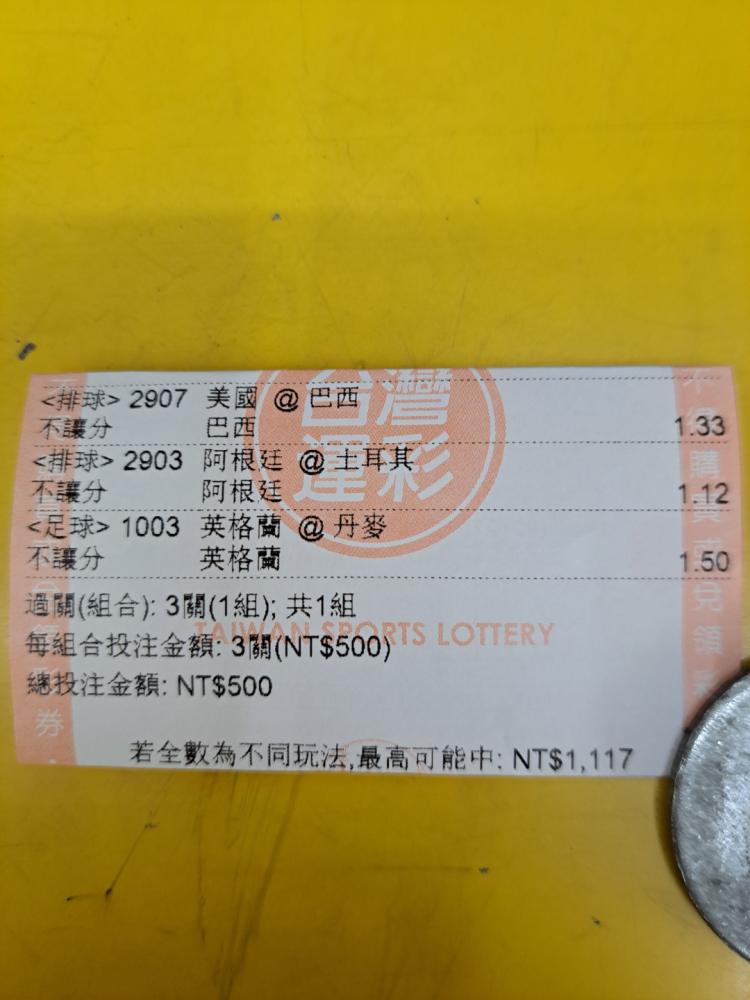 <排球> 2907 美國 @ 巴西
不讓分 巴西 1.33
<排球> 2903 阿根廷 @ 土耳其
不讓分 阿根廷 1.12
<足球> 1003 英格蘭 @ 丹麥
不讓分 英格蘭 1.50
過關(組合): 3關(1組); 共1組
每組合投注金額: 3關(NT$500)
總投注金額: NT$500
若全數為不同玩法,最高可能中: NT$1,117
台灣
運彩
TAIWAN SPORTS LOTTERY